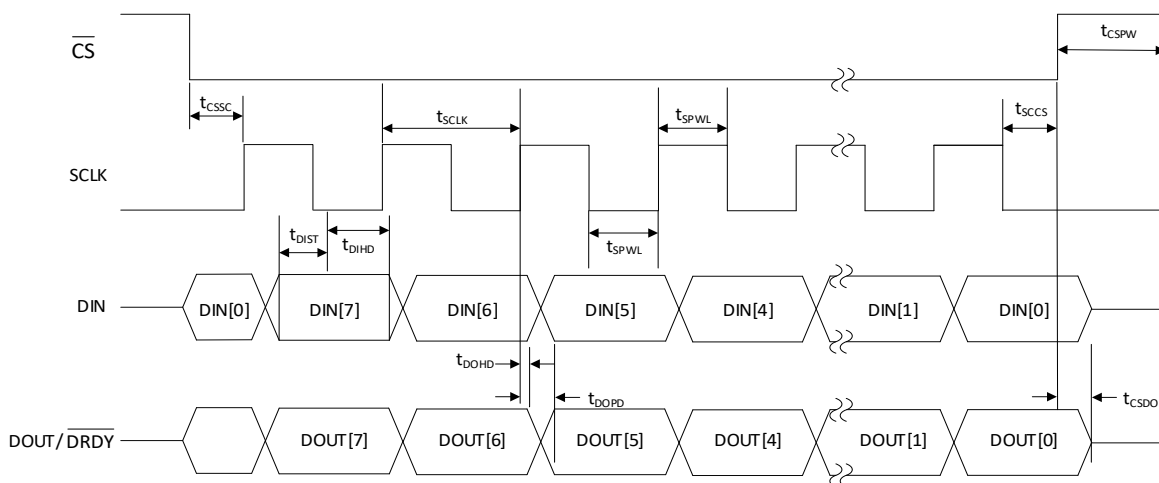 CS
tCSPW
tCSSC
tSCLK
tSPWL
tSCCS
SCLK
tDIST
tDIHD
tSPWL
DIN
DIN[0]
DIN[7]
DIN[6]
DIN[5]
DIN[4]
DIN[1]
DIN[0]
tDOHD
tDOPD
tCSDO
DOUT/ DRDY
DOUT[7]
DOUT[6]
DOUT[5]
DOUT[4]
DOUT[1]
DOUT[0]